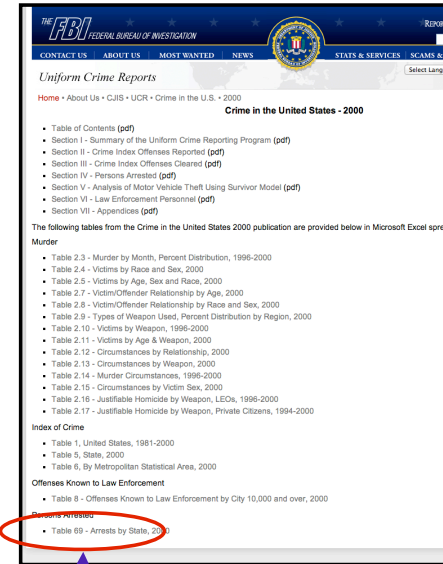 THE FBI FEDERAL BUREAU OF INVESTIGATION
REPOR
CONTACT US ABOUT US MOST WANTED NEWS STATS & SERVICES SCAMS &
Uniform Crime Reports
Select Lang
Home • About Us • CJIS • UCR • Crime in the U.S. • 2000
Crime in the United States - 2000
Table of Contents (pdf)
Section I - Summary of the Uniform Crime Reporting Program (pdf)
Section II - Crime Index Offenses Reported (pdf)
Section III - Crime Index Offenses Cleared (pdf)
Section IV - Persons Arrested (pdf)
Section V - Analysis of Motor Vehicle Theft Using Survivor Model (pdf)
Section VI - Law Enforcement Personnel (pdf)
Section VII - Appendices (pdf)
The following tables from the Crime in the United States 2000 publication are provided below in Microsoft Excel spre
Murder
Table 2.3 - Murder by Month, Percent Distribution, 1996-2000
Table 2.4 - Victims by Race and Sex, 2000
Table 2.5 - Victims by Age, Sex and Race, 2000
Table 2.7 - Victim/Offender Relationship by Age, 2000
Table 2.8 - Victim/Offender Relationship by Race and Sex, 2000
Table 2.9 - Types of Weapon Used, Percent Distribution by Region, 2000
Table 2.10 - Victims by Weapon, 1996-2000
Table 2.11 - Victims by Age & Weapon, 2000
Table 2.12 - Circumstances by Relationship, 2000
Table 2.13 - Circumstances by Weapon, 2000
Table 2.14 - Murder Circumstances, 1996-2000
Table 2.15 - Circumstances by Victim Sex, 2000
Table 2.16 - Justifiable Homicide by Weapon, LEOs, 1996-2000
Table 2.17 - Justifiable Homicide by Weapon, Private Citizens, 1994-2000
Index of Crime
Table 1, United States, 1981-2000
Table 5, State, 2000
Table 6, By Metropolitan Statistical Area, 2000
Offenses Known to Law Enforcement
Table 8 - Offenses Known to Law Enforcement by City 10,000 and over, 2000
Persons Arrested
Table 69 - Arrests by State, 2000